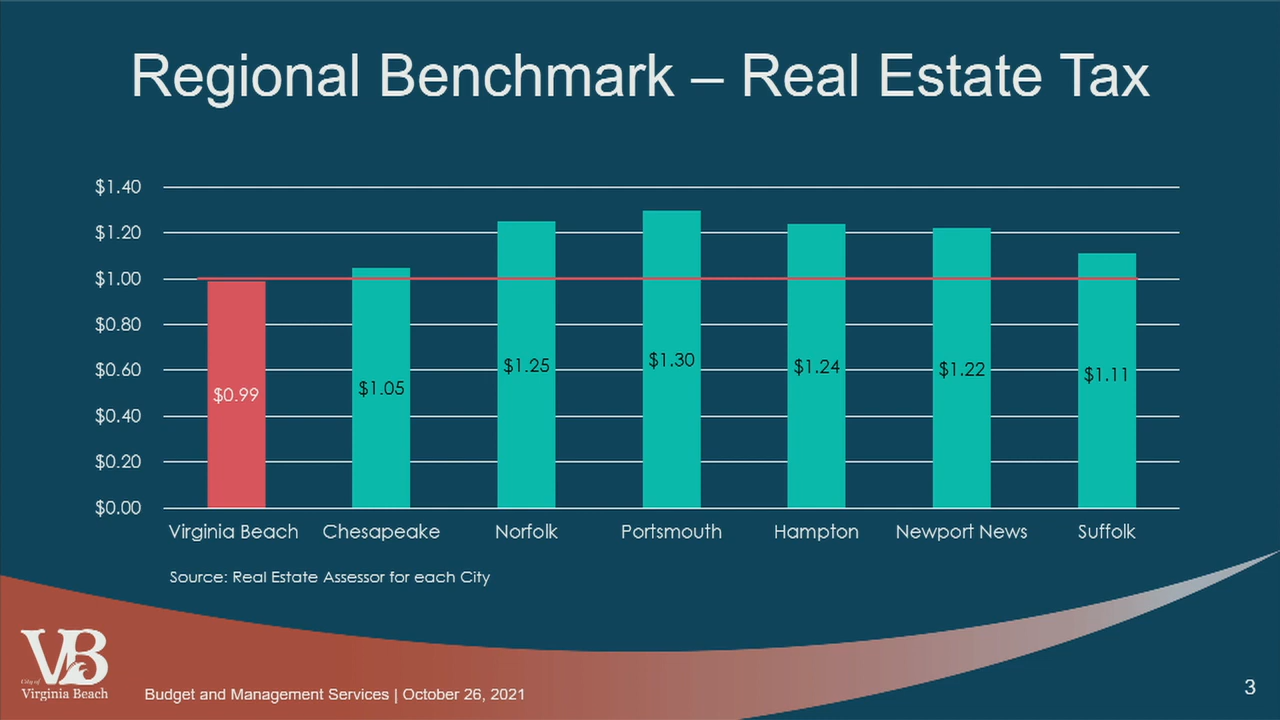 Regional Benchmark – Real Estate Tax
$1.40
$1.20
$1.00
$0.80
$0.60
$0.40
$0.20
$0.00
$0.99
$1.05
$1.25
$1.30
$1.24
$1.22
$1.11
Virginia Beach
Chesapeake
Norfolk
Portsmouth
Hampton
Newport News
Suffolk
Source: Real Estate Assessor for each City
VB
City of
Virginia Beach
Budget and Management Services | October 26, 2021
3